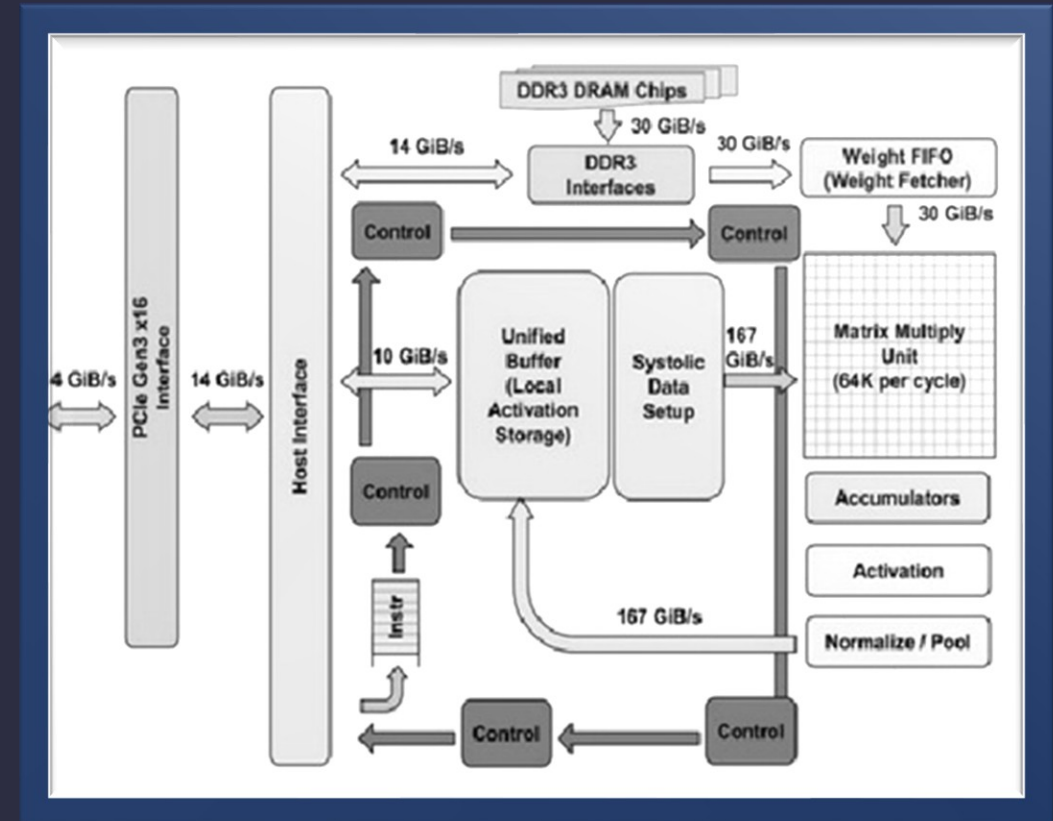 DDR3 DRAM Chips
30 GiB/s
14 GiB/s
DDR3
Interfaces
30 GiB/s
Weight FIFO
(Weight Fetcher)
30 GiB/s
Control
Control
PCIe Gen3 x16
Interface
Host Interface
4 GiB/s
14 GiB/s
10 GiB/s
Unified
Buffer
(Local
Activation
Storage)
Systolic
Data
Setup
167
GiB/s
Matrix Multiply
Unit
(64K per cycle)
Control
Accumulators
Activation
Instr
167 GiB/s
Normalize / Pool
Control
Control